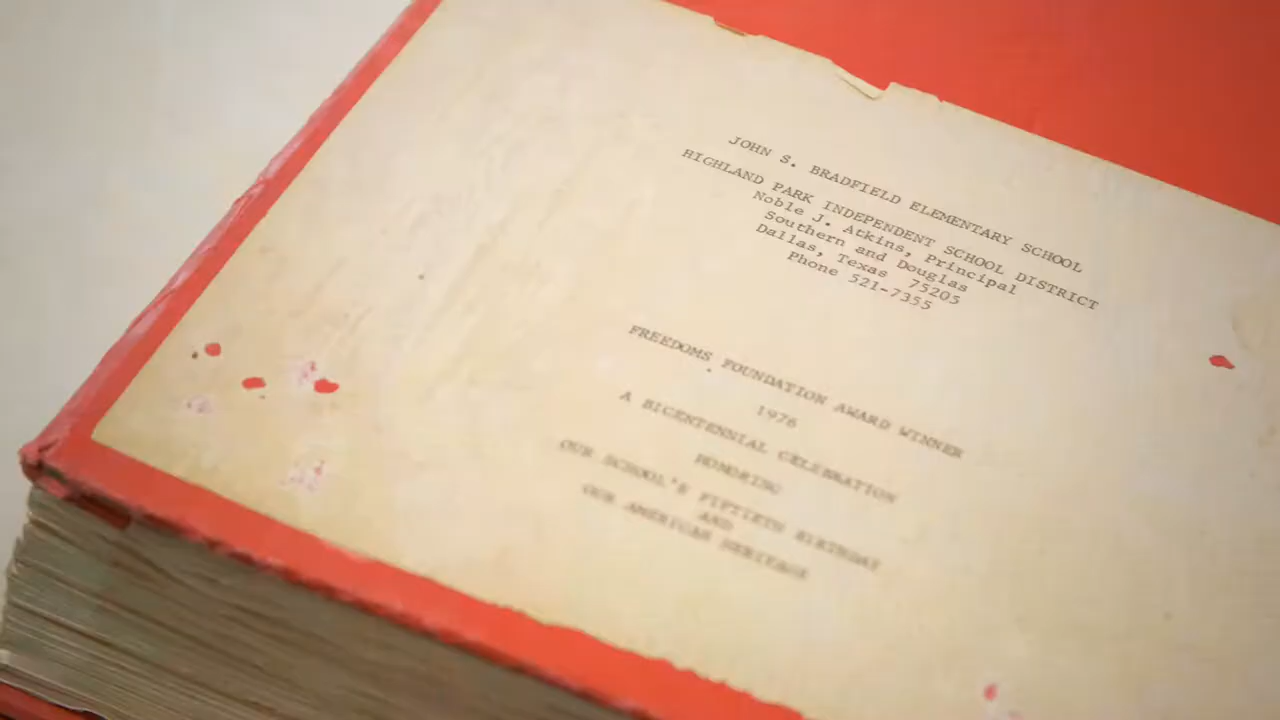 JOHN S. BRADFIELD ELEMENTARY SCHOOL
HIGHLAND PARK INDEPENDENT SCHOOL DISTRICT
Noble J. Atkins, Principal
Southern and Douglas
Dallas, Texas 75205
Phone 521-7355
FREEDOMS FOUNDATION AWARD WINNER
1976
A BICENTENNIAL CELEBRATION
HONORING
OUR SCHOOL'S FIFTIETH BIRTHDAY
AND
OUR AMERICAN HERITAGE